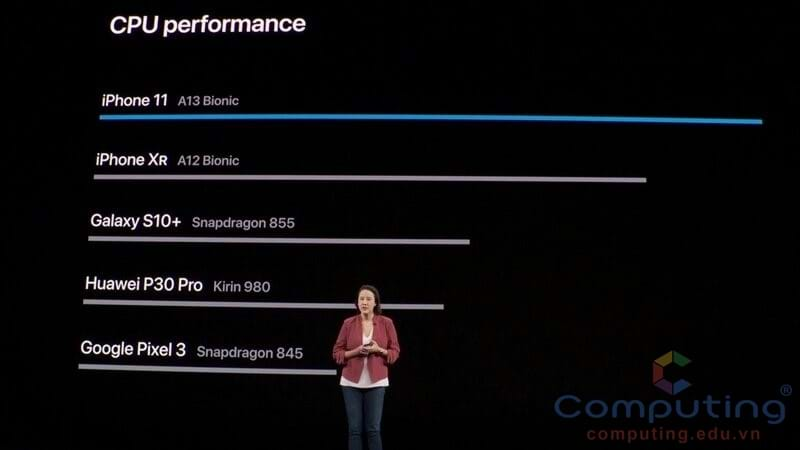 CPU performance
iPhone 11 A13 Bionic
iPhone XR A12 Bionic
Galaxy S10+ Snapdragon 855
Huawei P30 Pro Kirin 980
Google Pixel 3 Snapdragon 845
Computing®
computing.edu.vn